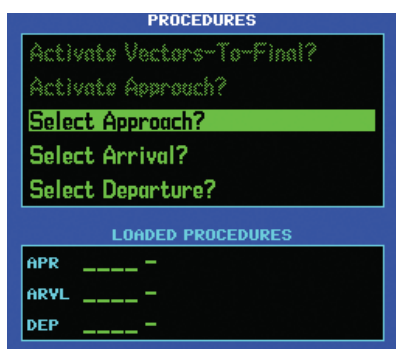 PROCEDURES
Activate Vectors-To-Final?
Activate Approach?
Select Approach?
Select Arrival?
Select Departure?
LOADED PROCEDURES
APR ____-
ARVL ____-
DEP ____-